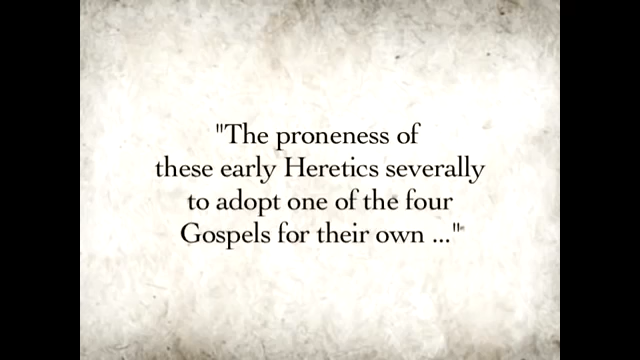 "The proneness of
these early Heretics severally
to adopt one of the four
Gospels for their own ..."